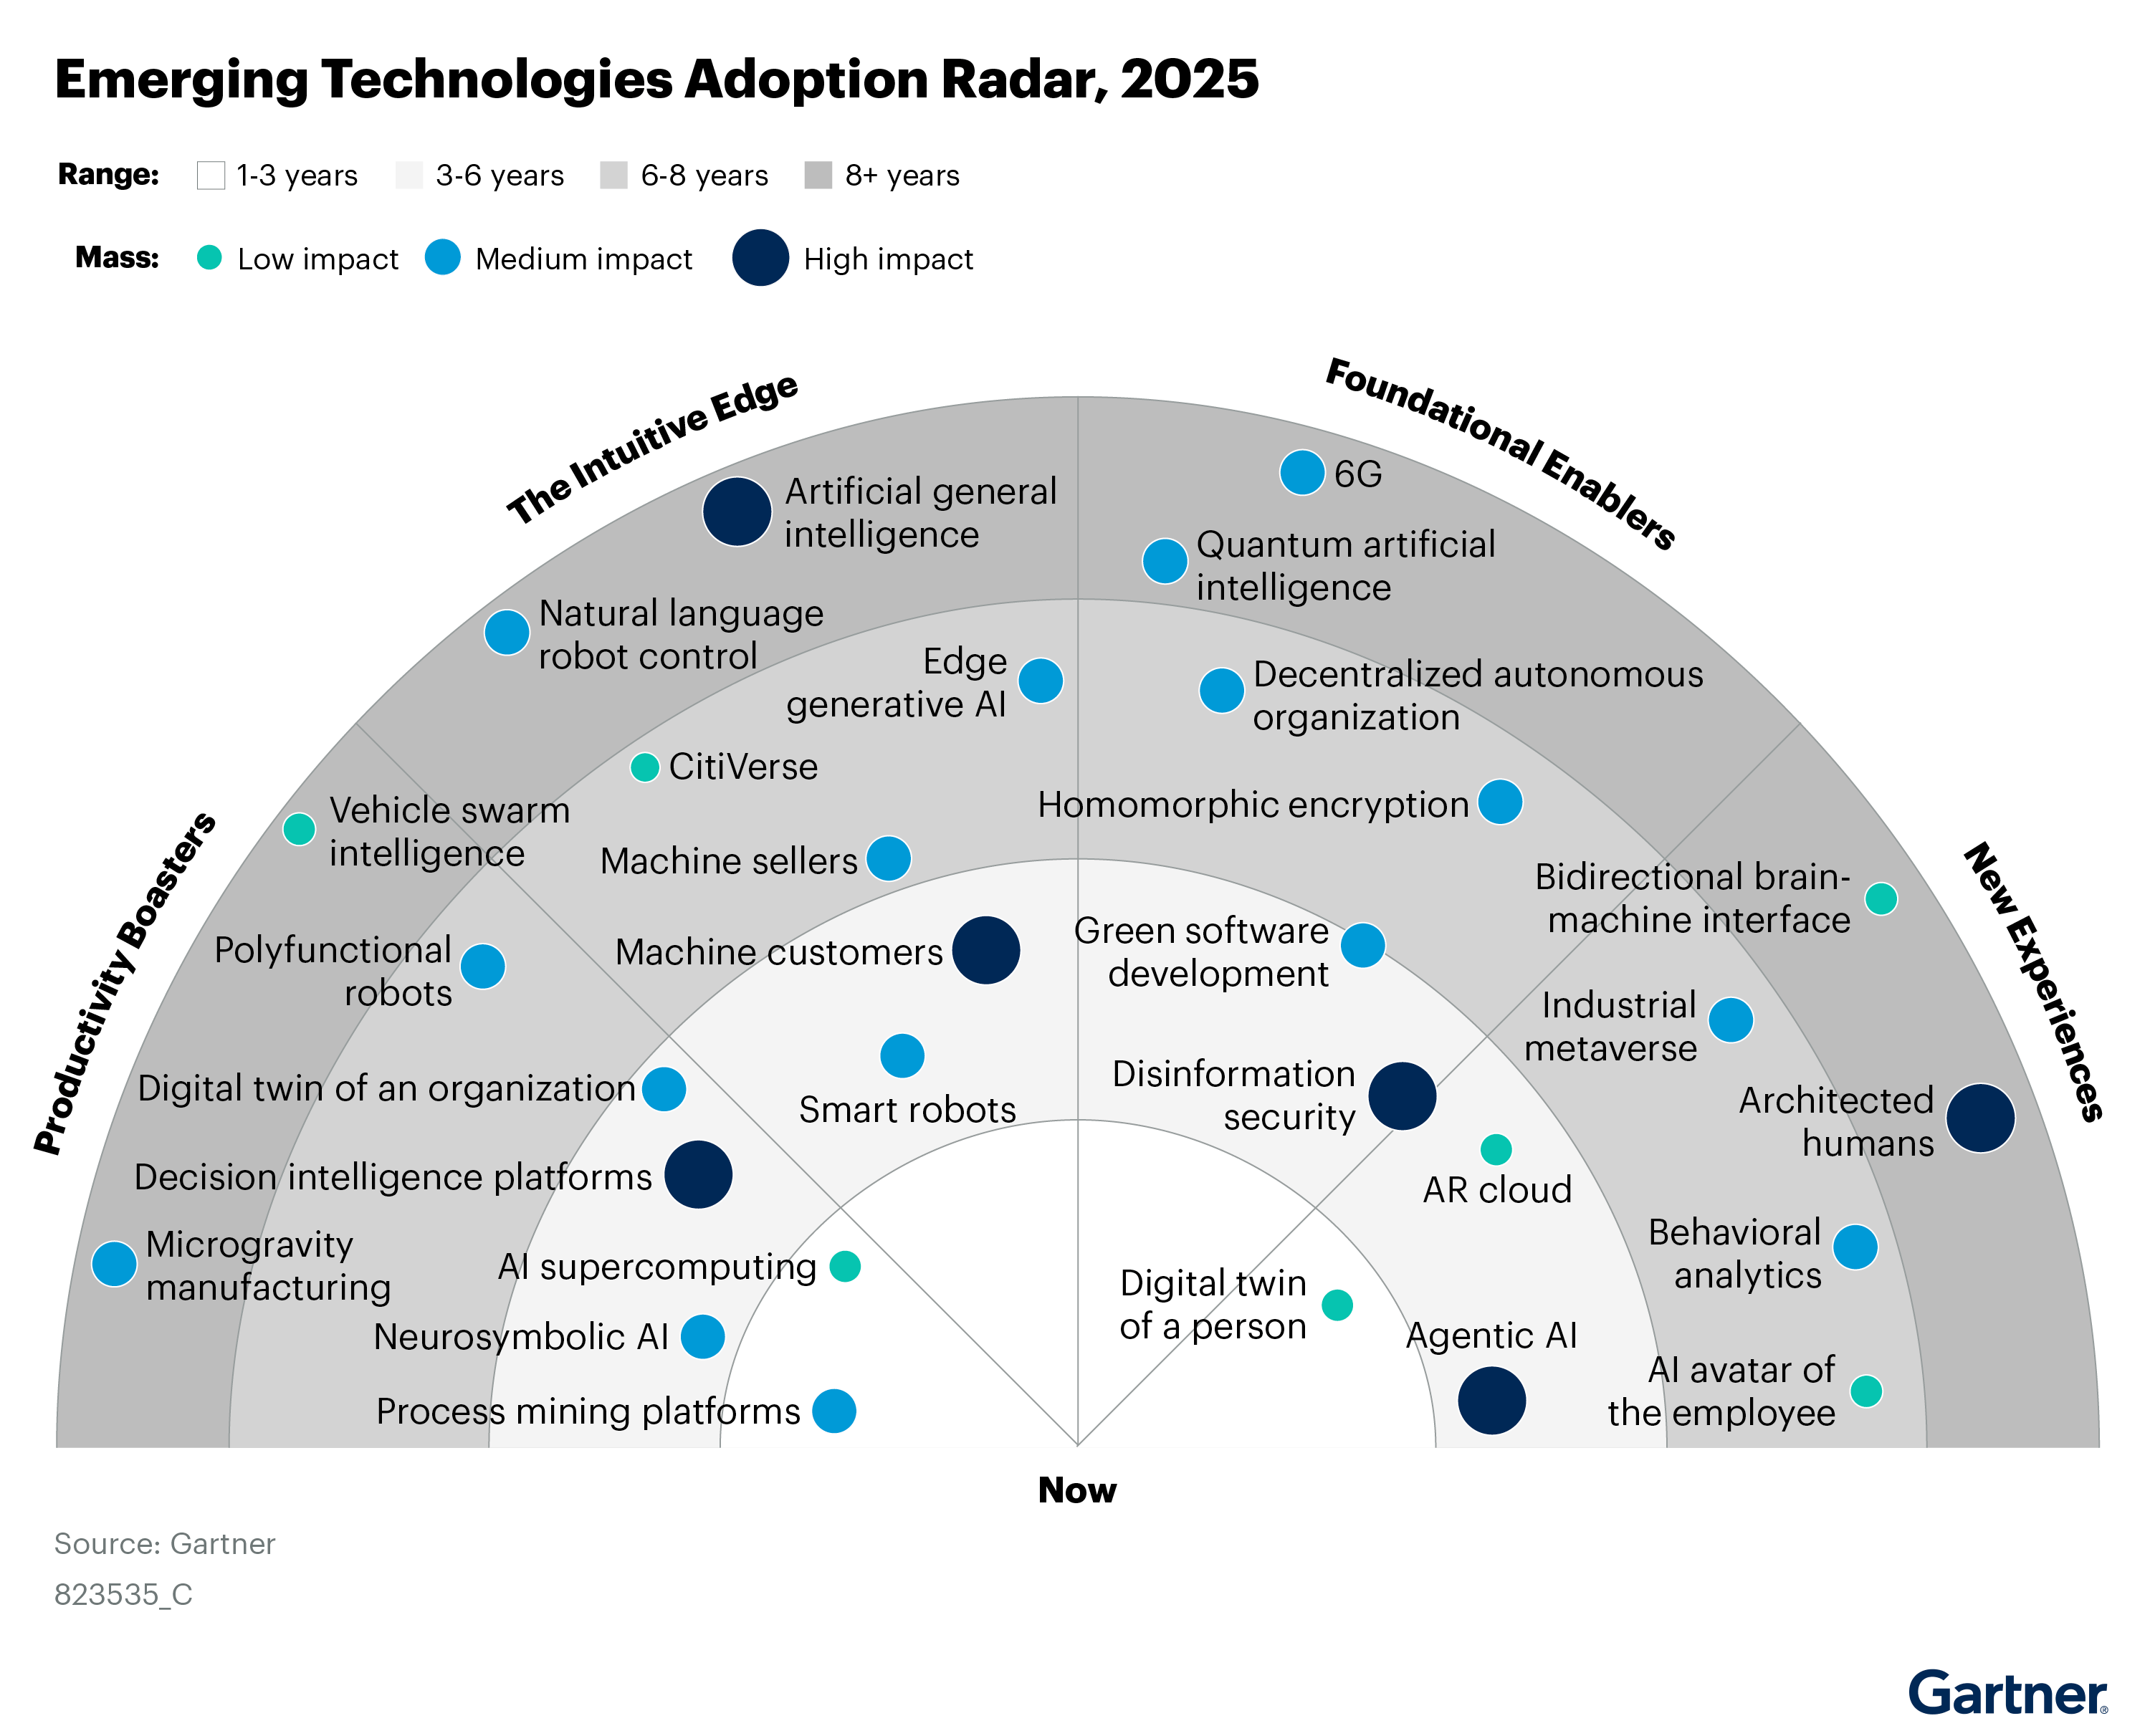 Emerging Technologies Adoption Radar, 2025
Range: 1-3 years 3-6 years 6-8 years 8+ years
Mass: Low impact Medium impact High impact
The Intuitive Edge
Foundational Enablers
Productivity Boasters
New Experiences
Artificial general
intelligence
Natural language
robot control
Edge
generative AI
CitiVerse
Machine sellers
Machine customers
Smart robots
6G
Quantum artificial
intelligence
Decentralized autonomous
organization
Homomorphic encryption
Green software
development
Disinformation
security
Vehicle swarm
intelligence
Polyfunctional
robots
Digital twin of an organization
Decision intelligence platforms
Microgravity
manufacturing
AI supercomputing
Neurosymbolic AI
Process mining platforms
Bidirectional brain-
machine interface
Industrial
metaverse
Architected
humans
AR cloud
Behavioral
analytics
Digital twin
of a person
Agentic AI
AI avatar of
the employee
Now
Source: Gartner
823535_C
Gartner®